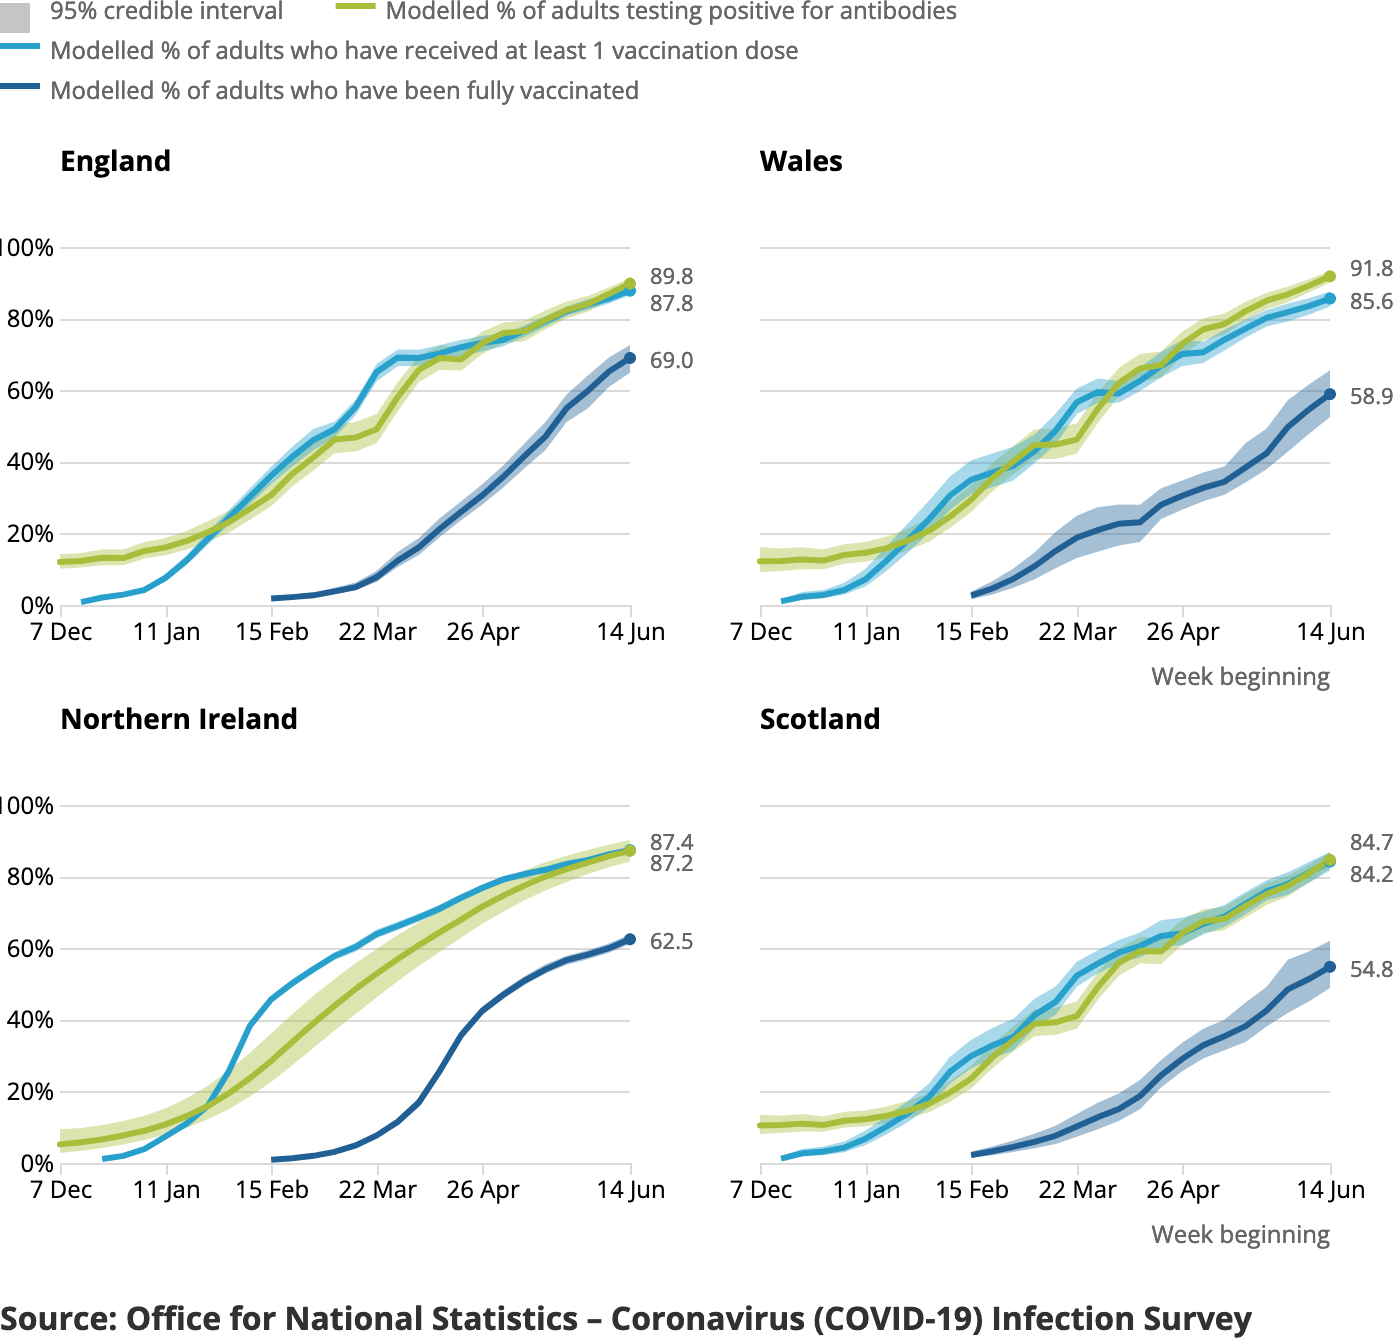 95% credible interval
Modelled % of adults testing positive for antibodies
Modelled % of adults who have received at least 1 vaccination dose
Modelled % of adults who have been fully vaccinated
England
100%
80%
60%
40%
20%
0%
89.8
87.8
69.0
7 Dec 11 Jan 15 Feb 22 Mar 26 Apr 14 Jun
Wales
91.8
85.6
58.9
7 Dec 11 Jan 15 Feb 22 Mar 26 Apr 14 Jun
Week beginning
Northern Ireland
100%
80%
60%
40%
20%
0%
87.4
87.2
62.5
7 Dec 11 Jan 15 Feb 22 Mar 26 Apr 14 Jun
Scotland
84.7
84.2
54.8
7 Dec 11 Jan 15 Feb 22 Mar 26 Apr 14 Jun
Week beginning
Source: Office for National Statistics – Coronavirus (COVID-19) Infection Survey